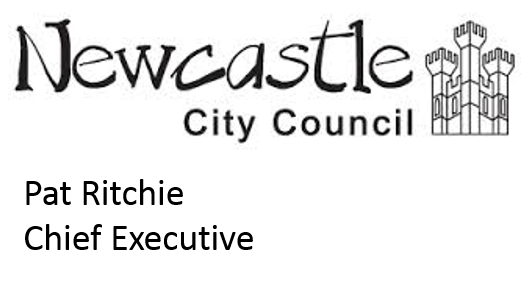 Newcastle
City Council
Pat Ritchie
Chief Executive